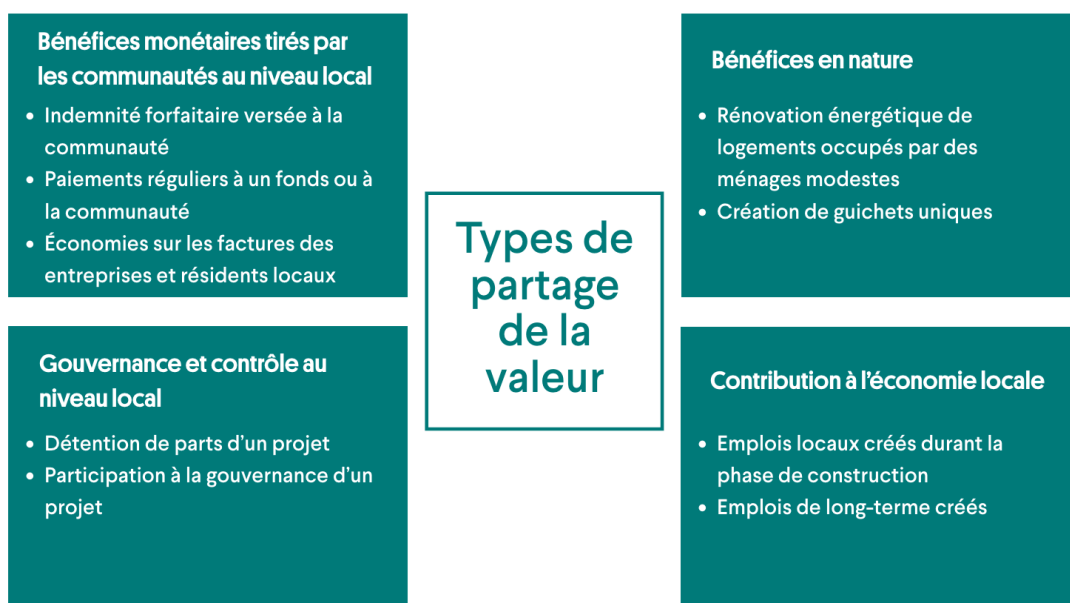 Bénéfices monétaires tirés par
les communautés au niveau local
• Indemnité forfaitaire versée à la
communauté
• Paiements réguliers à un fonds ou à
la communauté
• Économies sur les factures des
entreprises et résidents locaux
Bénéfices en nature
• Rénovation énergétique de
logements occupés par des
ménages modestes
• Création de guichets uniques
Types de
partage
de la
valeur
Gouvernance et contrôle au
niveau local
• Détention de parts d'un projet
• Participation à la gouvernance d'un
projet
Contribution à l'économie locale
• Emplois locaux créés durant la
phase de construction
• Emplois de long-terme créés